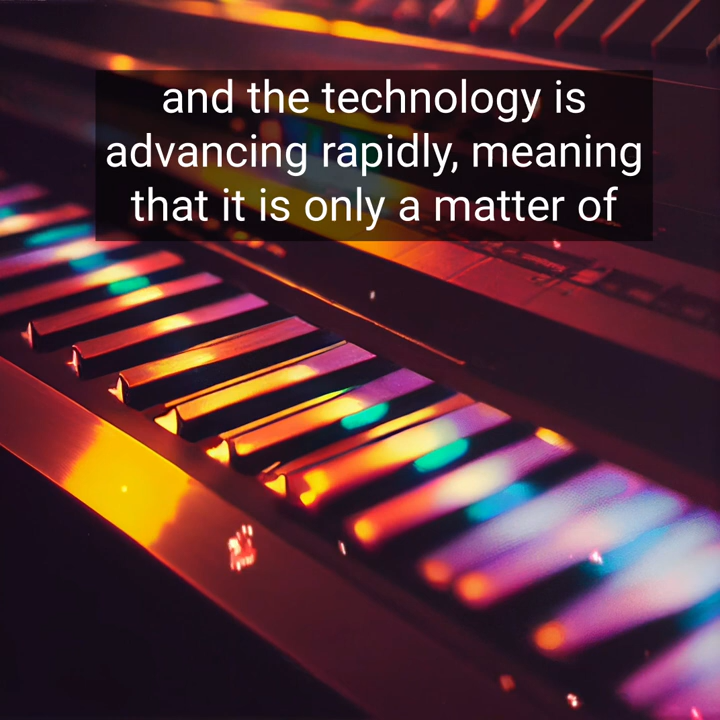 and the technology is
advancing rapidly, meaning
that it is only a matter of